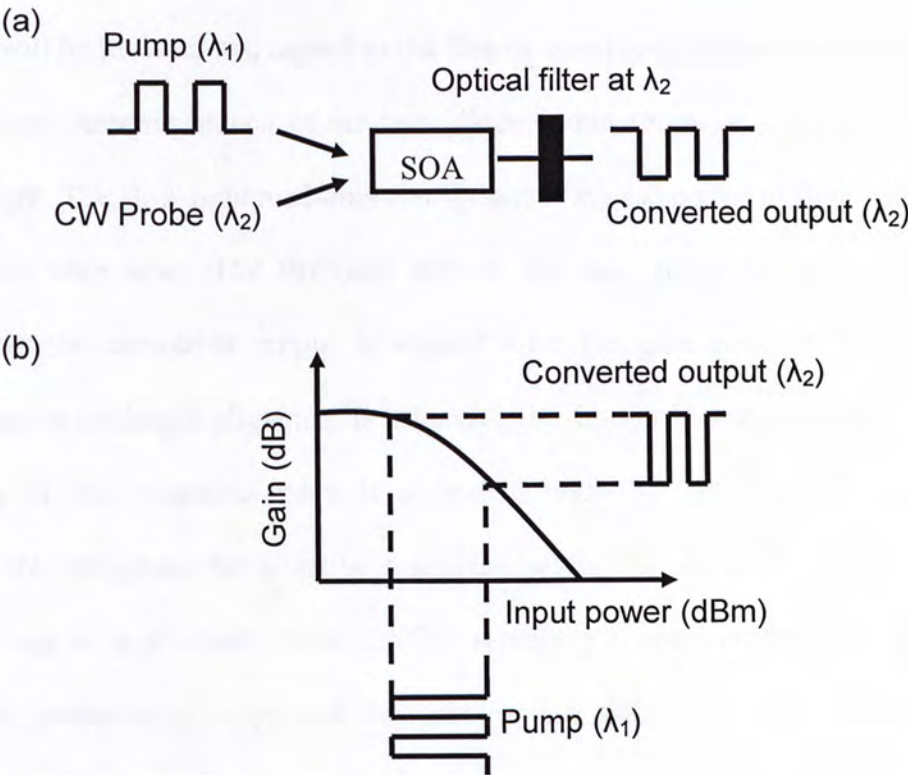 (a)
Pump (λ1)
Optical filter at λ2
SOA
CW Probe (λ2)
Converted output (λ2)
(b)
Converted output (λ2)
Gain (dB)
Input power (dBm)
Pump (λ1)